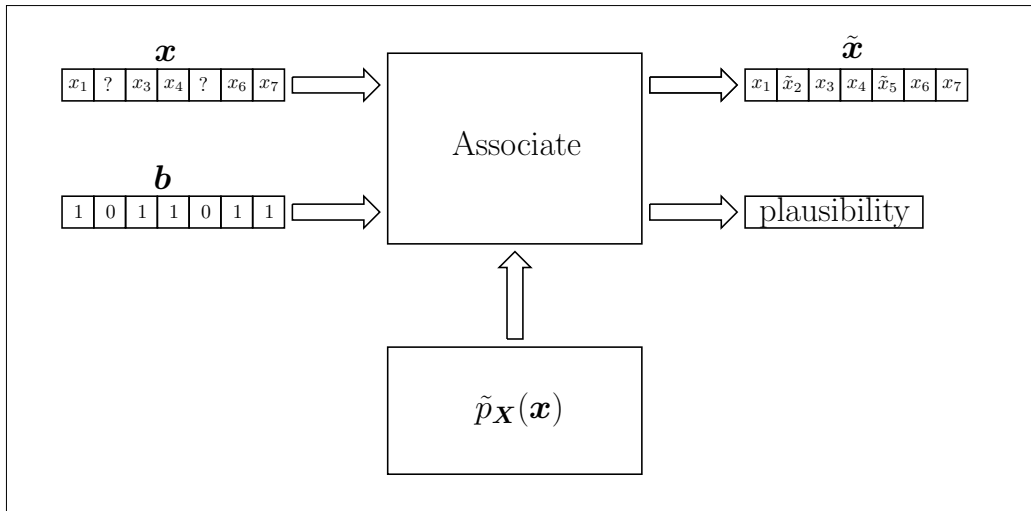 x x̃
x₁ ? x₃ x₄ ? x₆ x₇ x₁ x̃₂ x₃ x₄ x̃₅ x₆ x₇
Associate
b
1 0 1 1 0 1 1 plausibility
p̃_X(x)